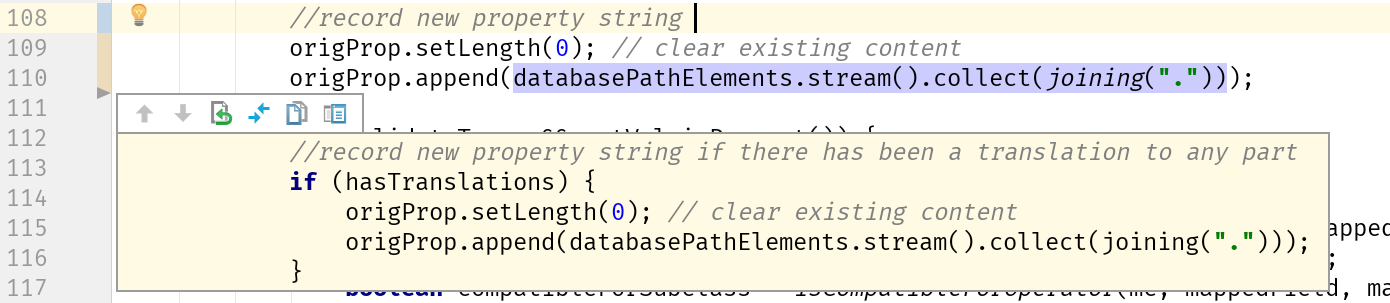 108 //record new property string
109 origProp.setLength(0); // clear existing content
110 origProp.append(databasePathElements.stream().collect(joining(".")));
111
112
113 //record new property string if there has been a translation to any part
114 if (hasTranslations) {
115 origProp.setLength(0); // clear existing content
116 origProp.append(databasePathElements.stream().collect(joining(".")));
}
117 boolean